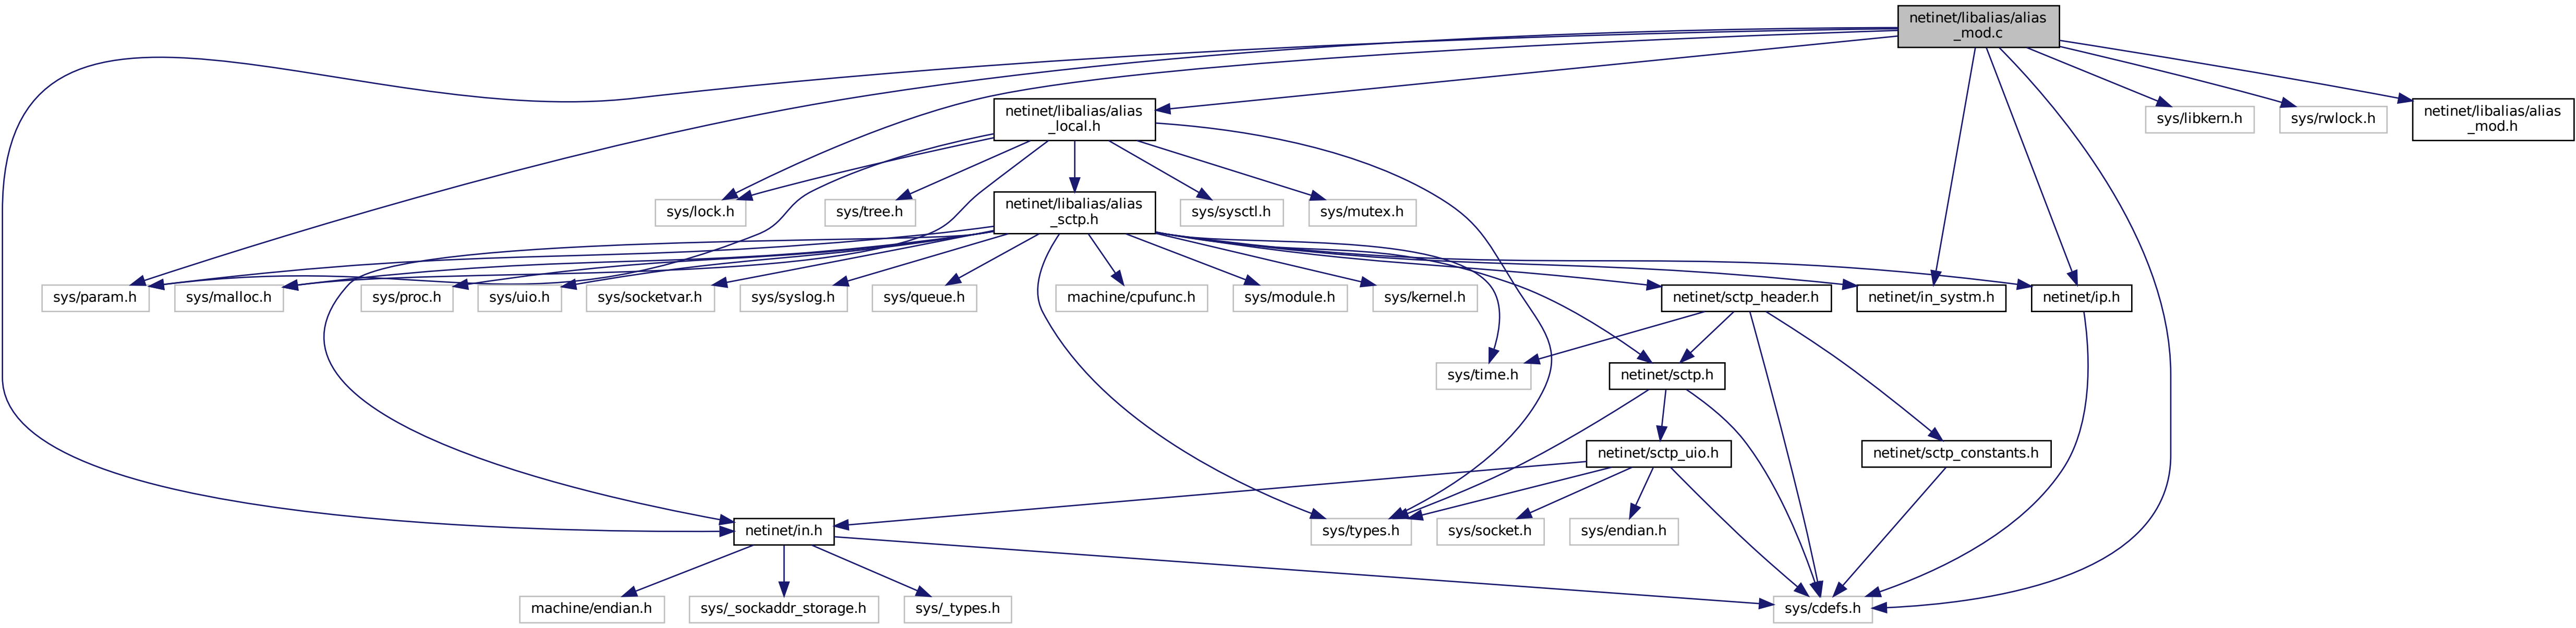 netinet/libalias/alias
_mod.c
netinet/libalias/alias
_local.h
sys/libkern.h
sys/rwlock.h
netinet/libalias/alias
_mod.h
sys/lock.h
sys/tree.h
netinet/libalias/alias
_sctp.h
sys/sysctl.h
sys/mutex.h
sys/param.h
sys/malloc.h
sys/proc.h
sys/uio.h
sys/socketvar.h
sys/syslog.h
sys/queue.h
machine/cpufunc.h
sys/module.h
sys/kernel.h
netinet/sctp_header.h
netinet/in_systm.h
netinet/ip.h
sys/time.h
netinet/sctp.h
netinet/sctp_uio.h
netinet/sctp_constants.h
netinet/in.h
sys/types.h
sys/socket.h
sys/endian.h
machine/endian.h
sys/_sockaddr_storage.h
sys/_types.h
sys/cdefs.h